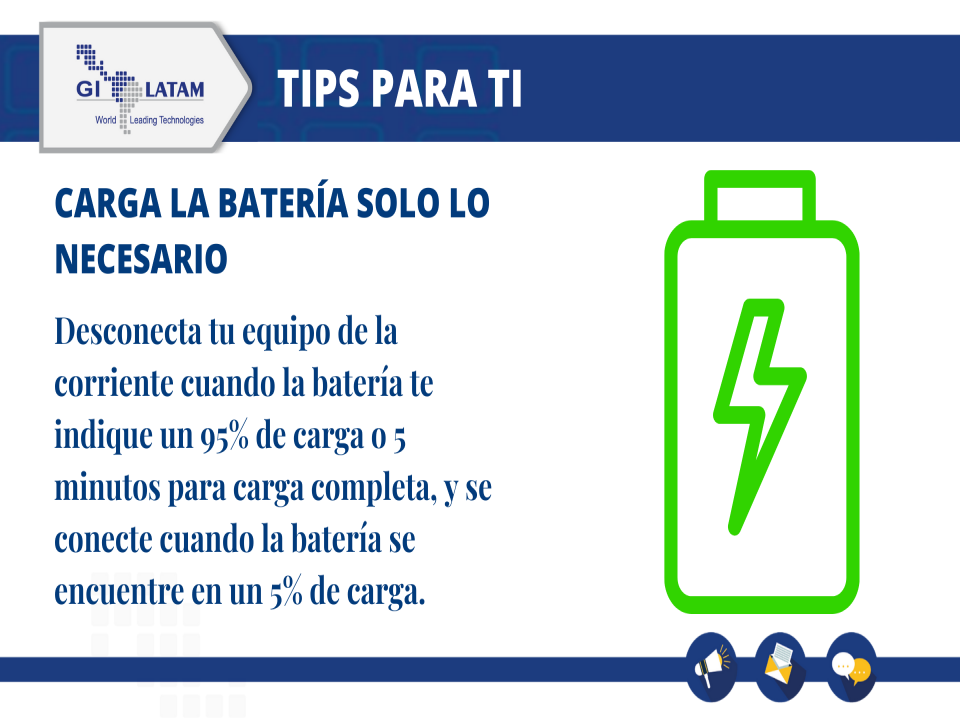 GI LATAM
World Leading Technologies
TIPS PARA TI
CARGA LA BATERÍA SOLO LO
NECESARIO
Desconecta tu equipo de la
corriente cuando la batería te
indique un 95% de carga o 5
minutos para carga completa, y se
conecte cuando la batería se
encuentre en un 5% de carga.